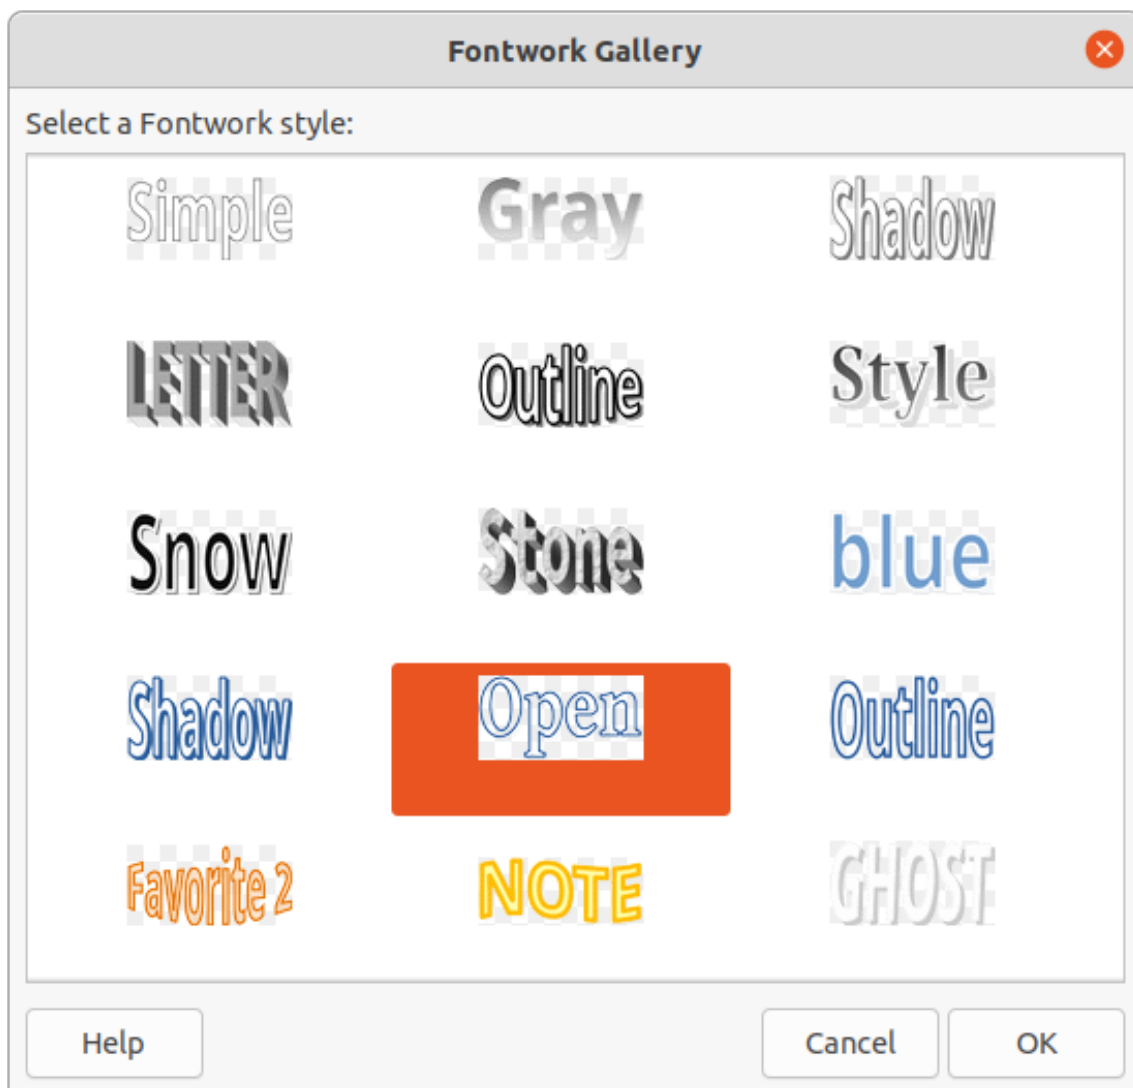 Fontwork Gallery
Select a Fontwork style:
Simple Gray Shadow
LETTER Outline Style
Snow Stone blue
Shadow Open Outline
Favorite 2 NOTE GHOST
Help Cancel OK